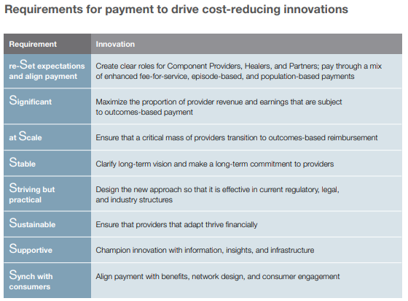 Requirements for payment to drive cost-reducing innovations
Requirement
Innovation
re-Set expectations
and align payment
Create clear roles for Component Providers, Healers, and Partners; pay through a mix
of enhanced fee-for-service, episode-based, and population-based payments
Significant
Maximize the proportion of provider revenue and earnings that are subject
to outcomes-based payment
at Scale
Ensure that a critical mass of providers transition to outcomes-based reimbursement
Stable
Clarify long-term vision and make a long-term commitment to providers
Striving but
practical
Design the new approach so that it is effective in current regulatory, legal,
and industry structures
Sustainable
Ensure that providers that adapt thrive financially
Supportive
Champion innovation with information, insights, and infrastructure
Synch with
consumers
Align payment with benefits, network design, and consumer engagement